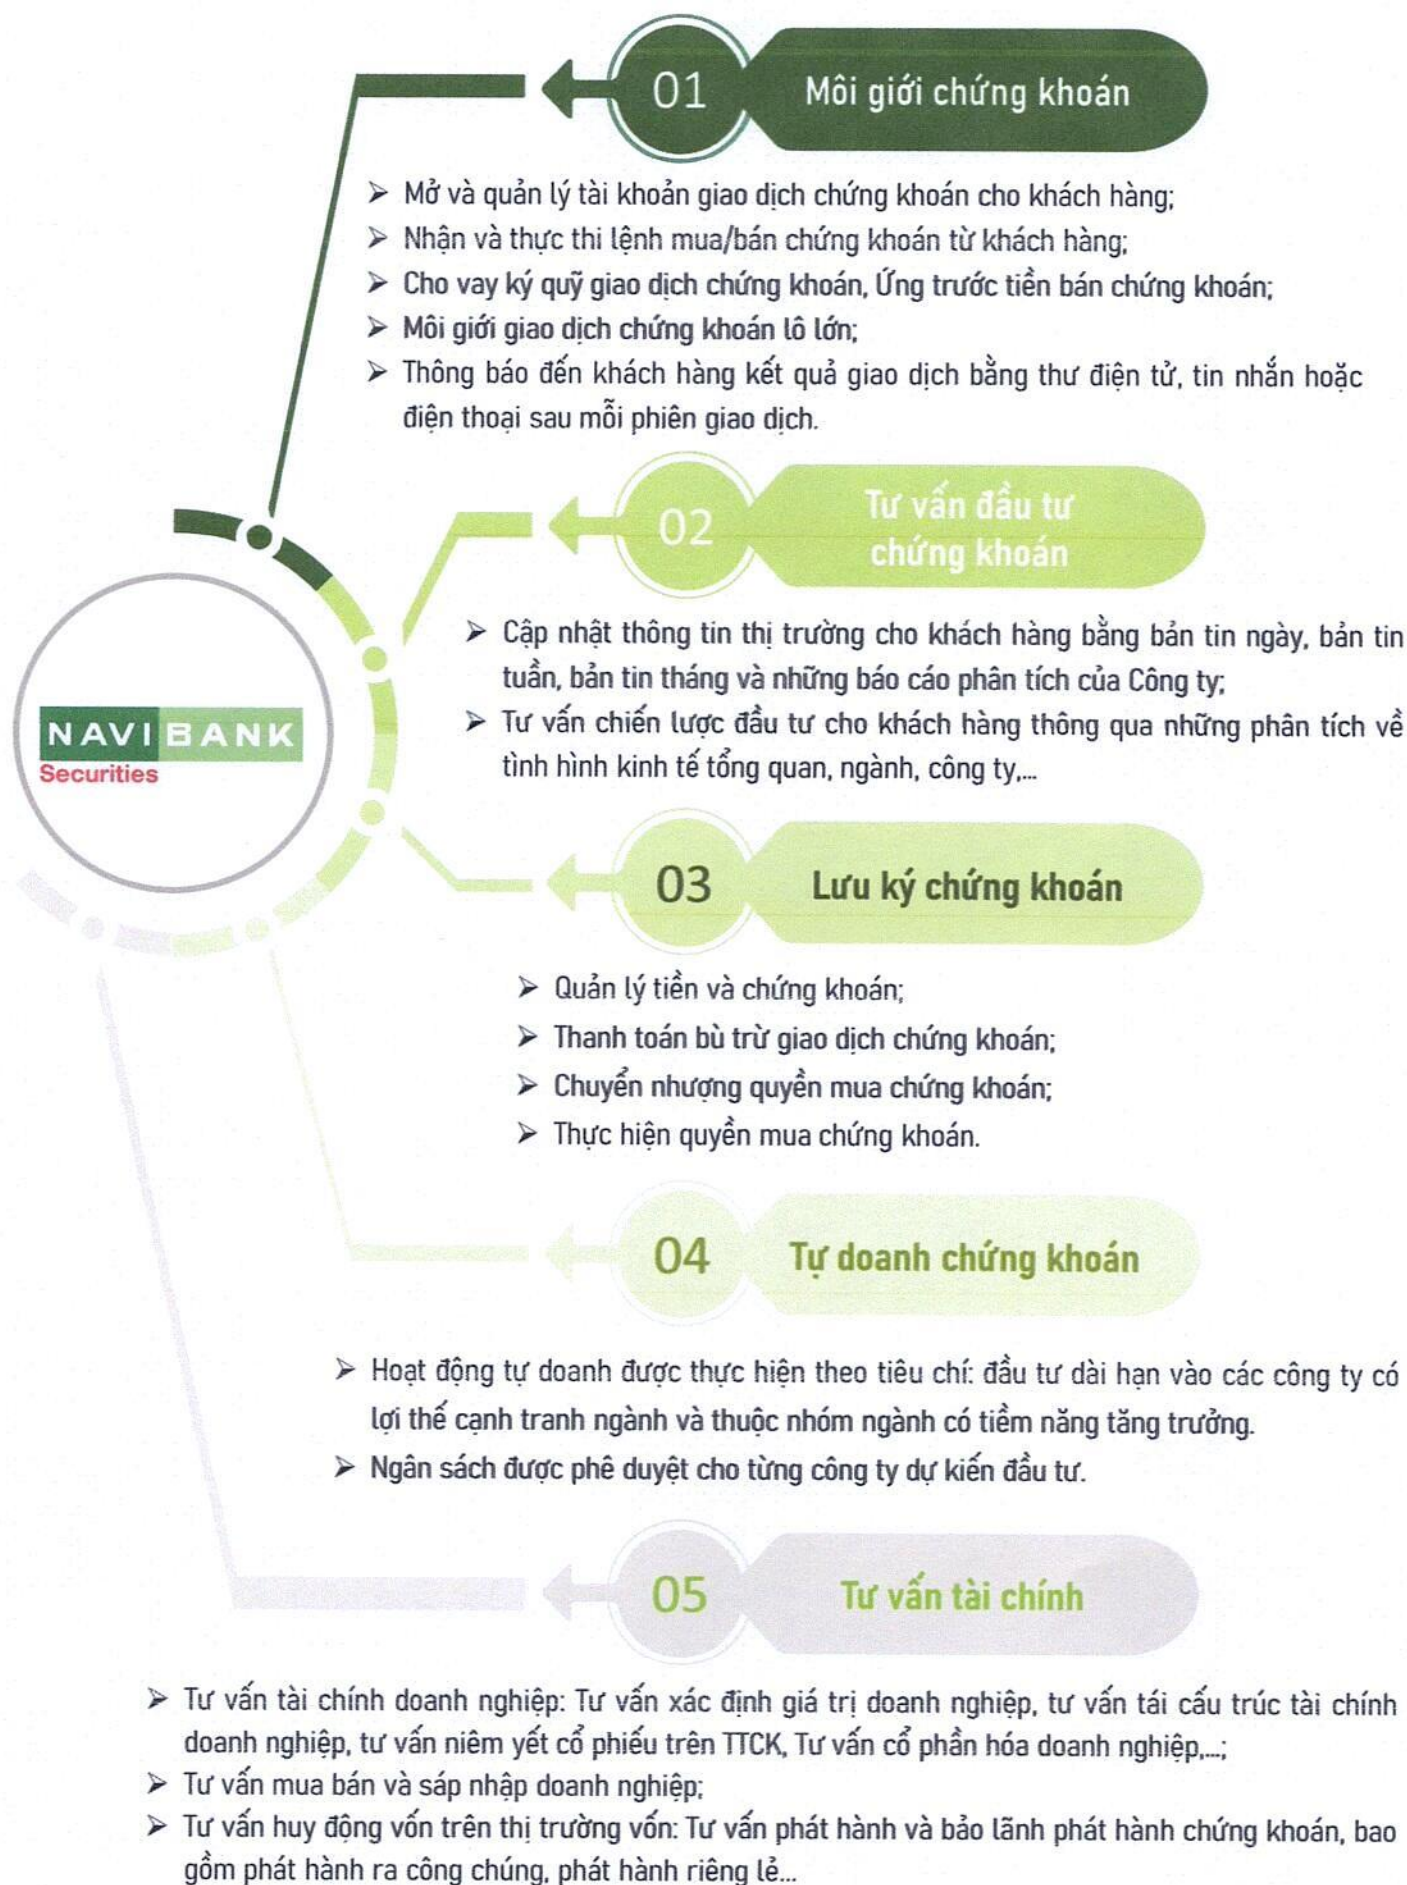 01 Môi giới chứng khoán
➢ Mở và quản lý tài khoản giao dịch chứng khoán cho khách hàng;
➢ Nhận và thực thi lệnh mua/bán chứng khoán từ khách hàng;
➢ Cho vay ký quỹ giao dịch chứng khoán, Ứng trước tiền bán chứng khoán;
➢ Môi giới giao dịch chứng khoán lô lớn;
➢ Thông báo đến khách hàng kết quả giao dịch bằng thư điện tử, tin nhắn hoặc
điện thoại sau mỗi phiên giao dịch.
02 Tư vấn đầu tư
chứng khoán
➢ Cập nhật thông tin thị trường cho khách hàng bằng bản tin ngày, bản tin
tuần, bản tin tháng và những báo cáo phân tích của Công ty;
➢ Tư vấn chiến lược đầu tư cho khách hàng thông qua những phân tích về
tình hình kinh tế tổng quan, ngành, công ty,...
NAVIBANK
Securities
03 Lưu ký chứng khoán
➢ Quản lý tiền và chứng khoán;
➢ Thanh toán bù trừ giao dịch chứng khoán;
➢ Chuyển nhượng quyền mua chứng khoán;
➢ Thực hiện quyền mua chứng khoán.
04 Tự doanh chứng khoán
➢ Hoạt động tự doanh được thực hiện theo tiêu chí: đầu tư dài hạn vào các công ty có
lợi thế cạnh tranh ngành và thuộc nhóm ngành có tiềm năng tăng trưởng.
➢ Ngân sách được phê duyệt cho từng công ty dự kiến đầu tư.
05 Tư vấn tài chính
➢ Tư vấn tài chính doanh nghiệp: Tư vấn xác định giá trị doanh nghiệp, tư vấn tái cấu trúc tài chính
doanh nghiệp, tư vấn niêm yết cổ phiếu trên TTCK, Tư vấn cổ phần hóa doanh nghiệp,...;
➢ Tư vấn mua bán và sáp nhập doanh nghiệp;
➢ Tư vấn huy động vốn trên thị trường vốn: Tư vấn phát hành và bảo lãnh phát hành chứng khoán, bao
gồm phát hành ra công chúng, phát hành riêng lẻ...